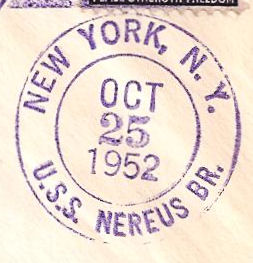 NEW YORK, N.Y.
OCT
25
1952
U.S.S. NEREUS BR.